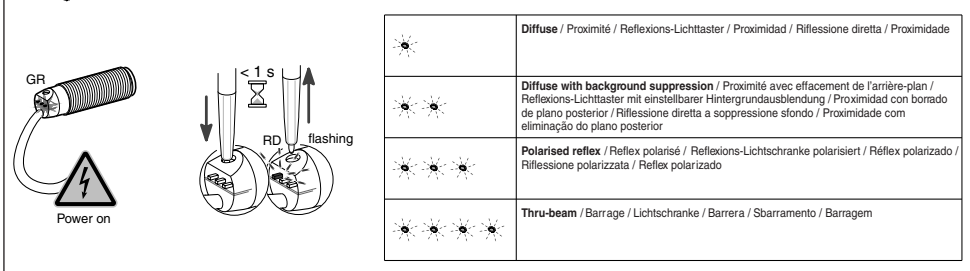 GR
Power on
< 1 s
RD
flashing
Diffuse / Proximité / Reflexions-Lichttaster / Proximidad / Riflessione diretta / Proximidade
Diffuse with background suppression / Proximité avec effacement de l'arrière-plan /
Reflexions-Lichttaster mit einstellbarer Hintergrundausblendung / Proximidad con borrado
de plano posterior / Riflessione diretta a soppressione sfondo / Proximidade com
eliminação do plano posterior
Polarised reflex / Reflex polarisé / Reflexions-Lichtschranke polarisiert / Réflex polarizado /
Riflessione polarizzata / Reflex polarizado
Thru-beam / Barrage / Lichtschranke / Barrera / Sbarramento / Barragem